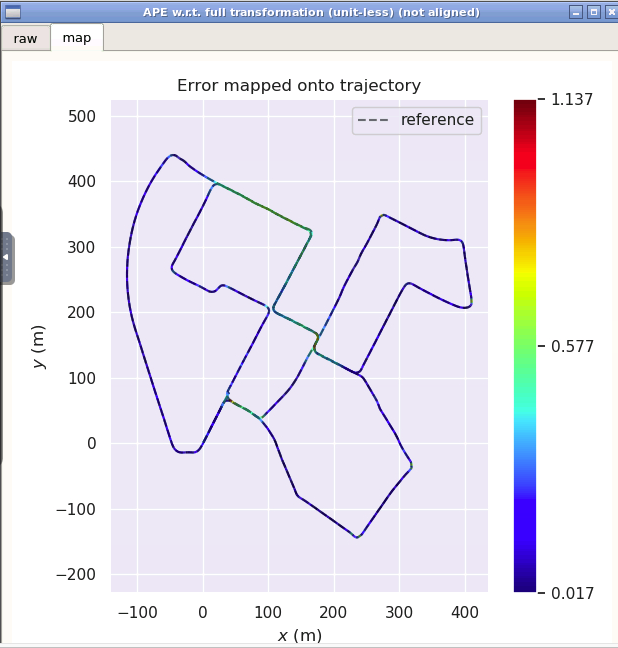 APE w.r.t. full transformation (unit-less) (not aligned)
raw map
Error mapped onto trajectory
reference
500
400
300
200
100
0
−100
−200
y (m)
−100 0 100 200 300 400
x (m)
1.137
0.577
0.017